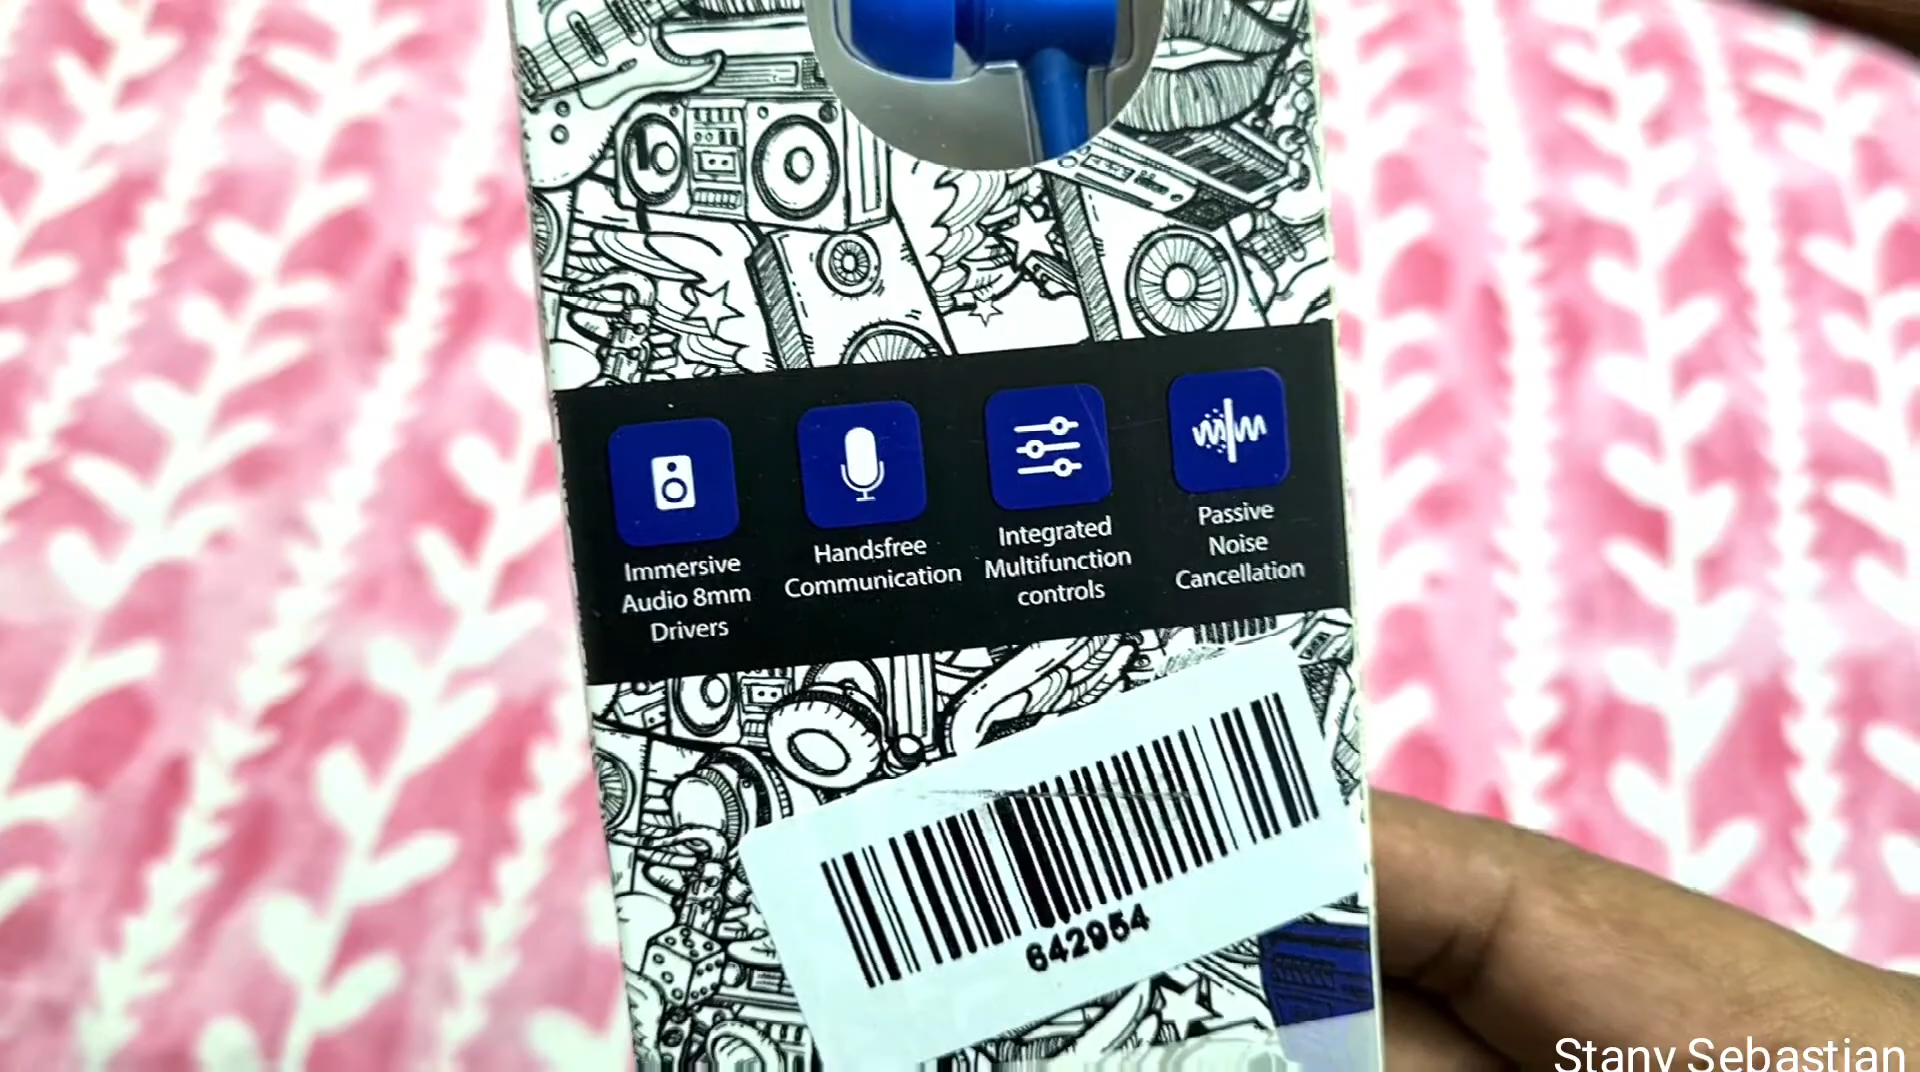 Immersive
Audio 8mm
Drivers
Handsfree
Communication
Integrated
Multifunction
controls
Passive
Noise
Cancellation
642954
Stany Sebastian